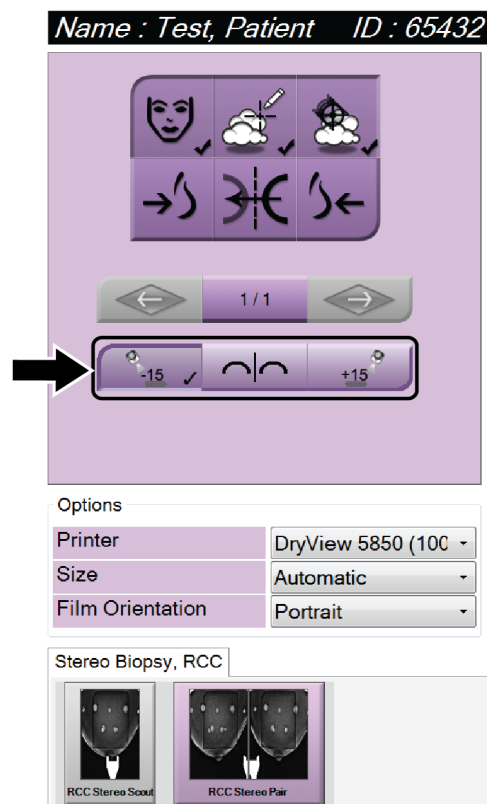 Name : Test, Patient ID : 65432
1 / 1
-15 +15
Options
Printer DryView 5850 (100
Size Automatic
Film Orientation Portrait
Stereo Biopsy, RCC
RCC Stereo Scout RCC Stereo Pair